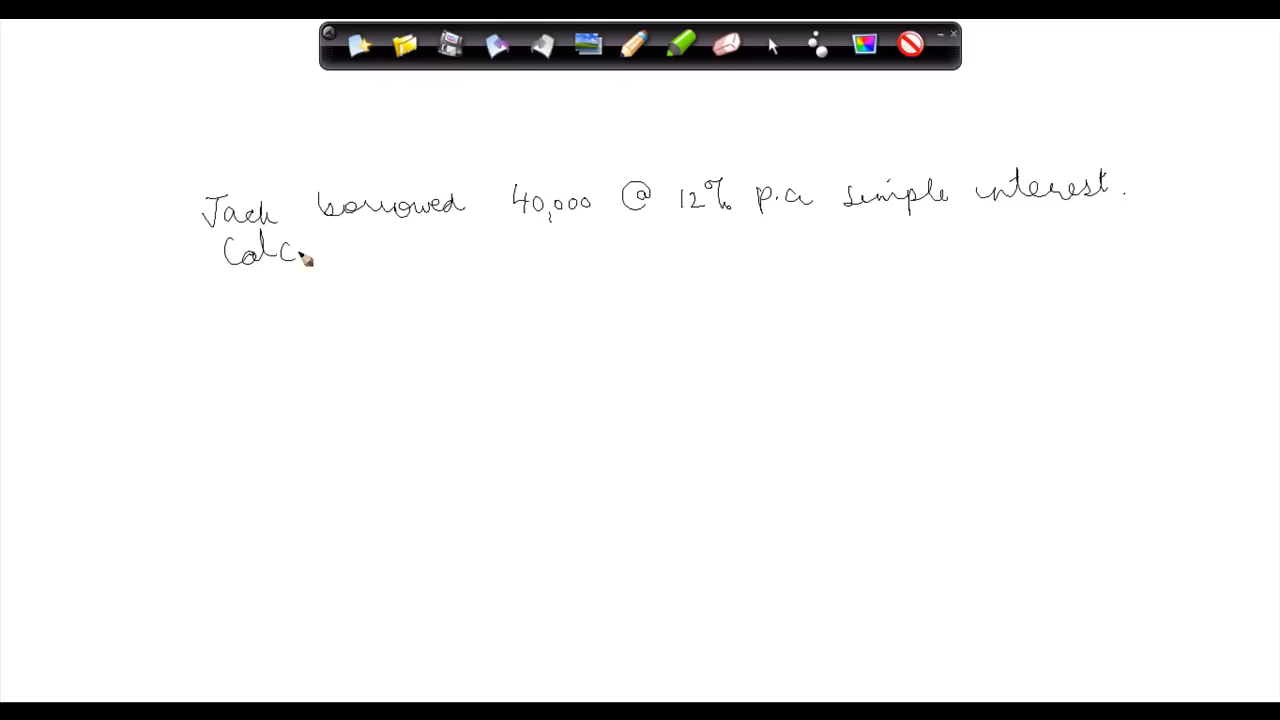 Jack borrowed 40,000 @ 12% p.a simple interest.
Calc